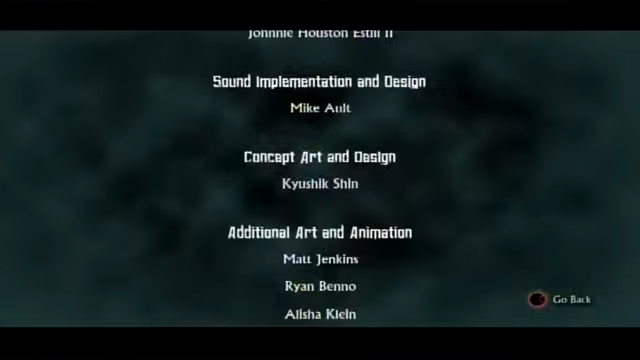 Johnnie Houston Estill II
Sound Implementation and Design
Mike Ault
Concept Art and Design
Kyushik Shin
Additional Art and Animation
Matt Jenkins
Ryan Benno
Alisha Klein
Go Back